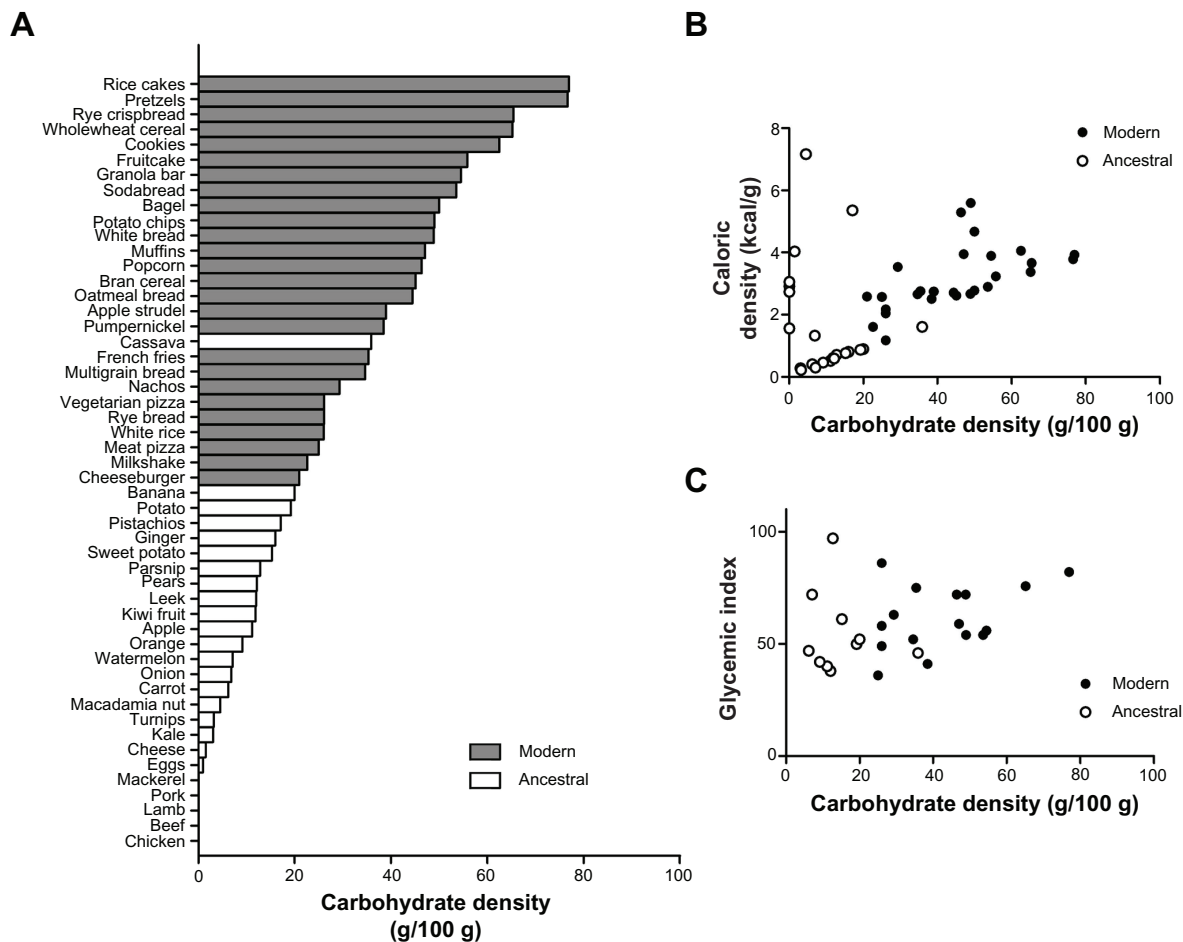 A
Rice cakes
Pretzels
Rye crispbread
Wholewheat cereal
Cookies
Fruitcake
Granola bar
Sodabread
Bagel
Potato chips
White bread
Muffins
Popcorn
Bran cereal
Oatmeal bread
Apple strudel
Pumpernickel
Cassava
French fries
Multigrain bread
Nachos
Vegetarian pizza
Rye bread
White rice
Meat pizza
Milkshake
Cheeseburger
Banana
Potato
Pistachios
Ginger
Sweet potato
Parsnip
Pears
Leek
Kiwi fruit
Apple
Orange
Watermelon
Onion
Carrot
Macadamia nut
Turnips
Kale
Cheese
Eggs
Mackerel
Pork
Lamb
Beef
Chicken
Modern
Ancestral
0 20 40 60 80 100
Carbohydrate density
(g/100 g)
B
Caloric
density (kcal/g)
8
6
4
2
0
Modern
Ancestral
0 20 40 60 80 100
Carbohydrate density (g/100 g)
C
Glycemic index
100
50
0
Modern
Ancestral
0 20 40 60 80 100
Carbohydrate density (g/100 g)